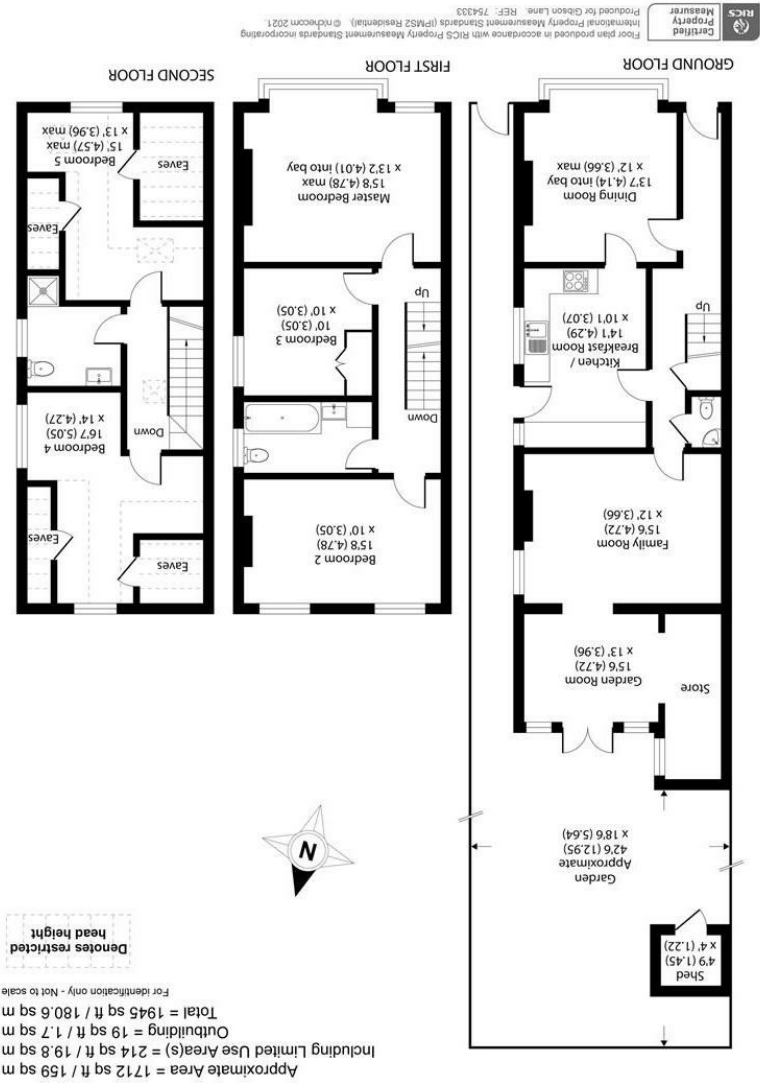 Approximate Area = 1712 sq ft / 159 sq m
Including Limited Use Area(s) = 214 sq ft / 19.8 sq m
Outbuilding = 19 sq ft / 1.7 sq m
Total = 1945 sq ft / 180.6 sq m
For identification only - Not to scale
Denotes restricted
head height
N
Shed
4'9 (1.45)
x 4' (1.22)
Garden
Approximate
42'6 (12.95)
x 18'6 (5.64)
Store
Garden Room
15'6 (4.72)
x 13' (3.96)
Family Room
15'6 (4.72)
x 12' (3.66)
Kitchen /
Breakfast Room
14'1 (4.29)
x 10'1 (3.07)
Up
Dining Room
13'7 (4.14) into bay
x 12' (3.66) max
GROUND FLOOR
Bedroom 2
15'8 (4.78)
x 10' (3.05)
Down
Bedroom 3
10' (3.05)
x 10' (3.05)
Up
Master Bedroom
15'8 (4.78) max
x 13'2 (4.01) into bay
FIRST FLOOR
Eaves
Eaves
Bedroom 4
16'7 (5.05)
x 14' (4.27)
Down
Eaves
Eaves
Bedroom 5
15' (4.57) max
x 13' (3.96) max
SECOND FLOOR
RICS
Certified
Property
Measurer
Floor plan produced in accordance with RICS Property Measurement Standards incorporating
International Property Measurement Standards (IPMS2 Residential). ©nichecom 2021.
Produced for Gibson Lane. REF: 754333